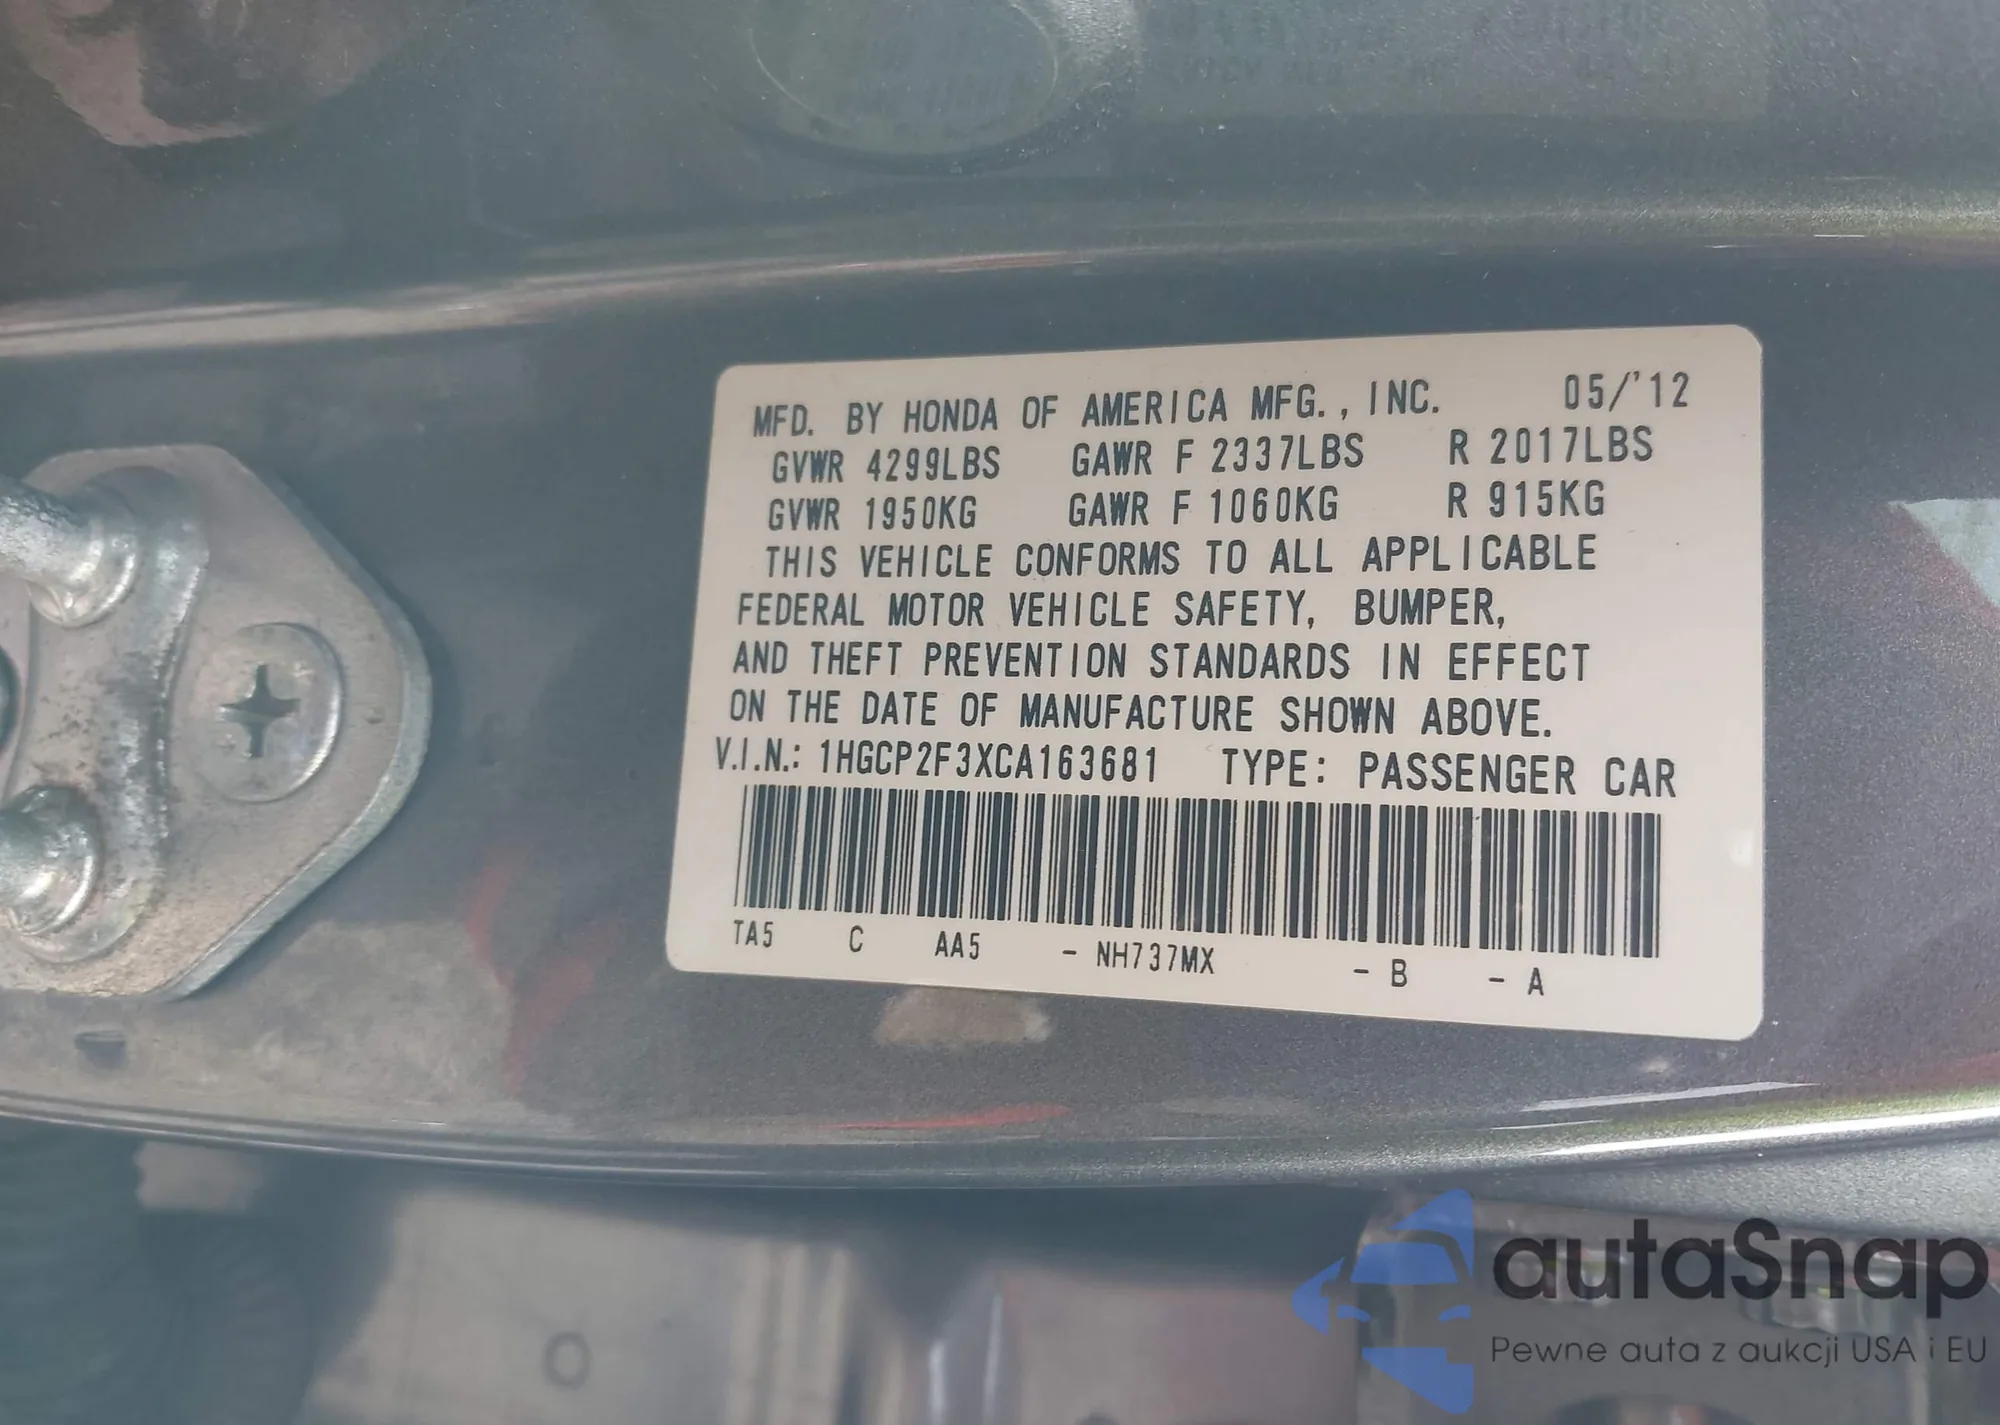 MFD. BY HONDA OF AMERICA MFG., INC. 05/'12
GVWR 4299LBS GAWR F 2337LBS R 2017LBS
GVWR 1950KG GAWR F 1060KG R 915KG
THIS VEHICLE CONFORMS TO ALL APPLICABLE
FEDERAL MOTOR VEHICLE SAFETY, BUMPER,
AND THEFT PREVENTION STANDARDS IN EFFECT
ON THE DATE OF MANUFACTURE SHOWN ABOVE.
V.I.N.: 1HGCP2F3XCA163681 TYPE: PASSENGER CAR
TA5 C AA5 - NH737MX - B - A
autaSnap
Pewne auta z aukcji USA i EU